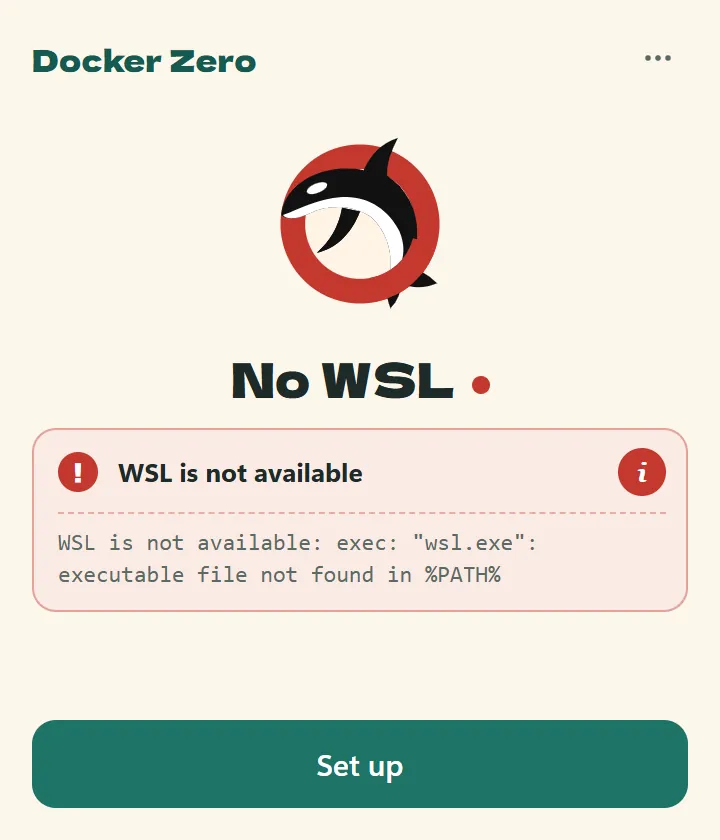 Docker Zero
No WSL
! WSL is not available i
WSL is not available: exec: "wsl.exe":
executable file not found in %PATH%
Set up